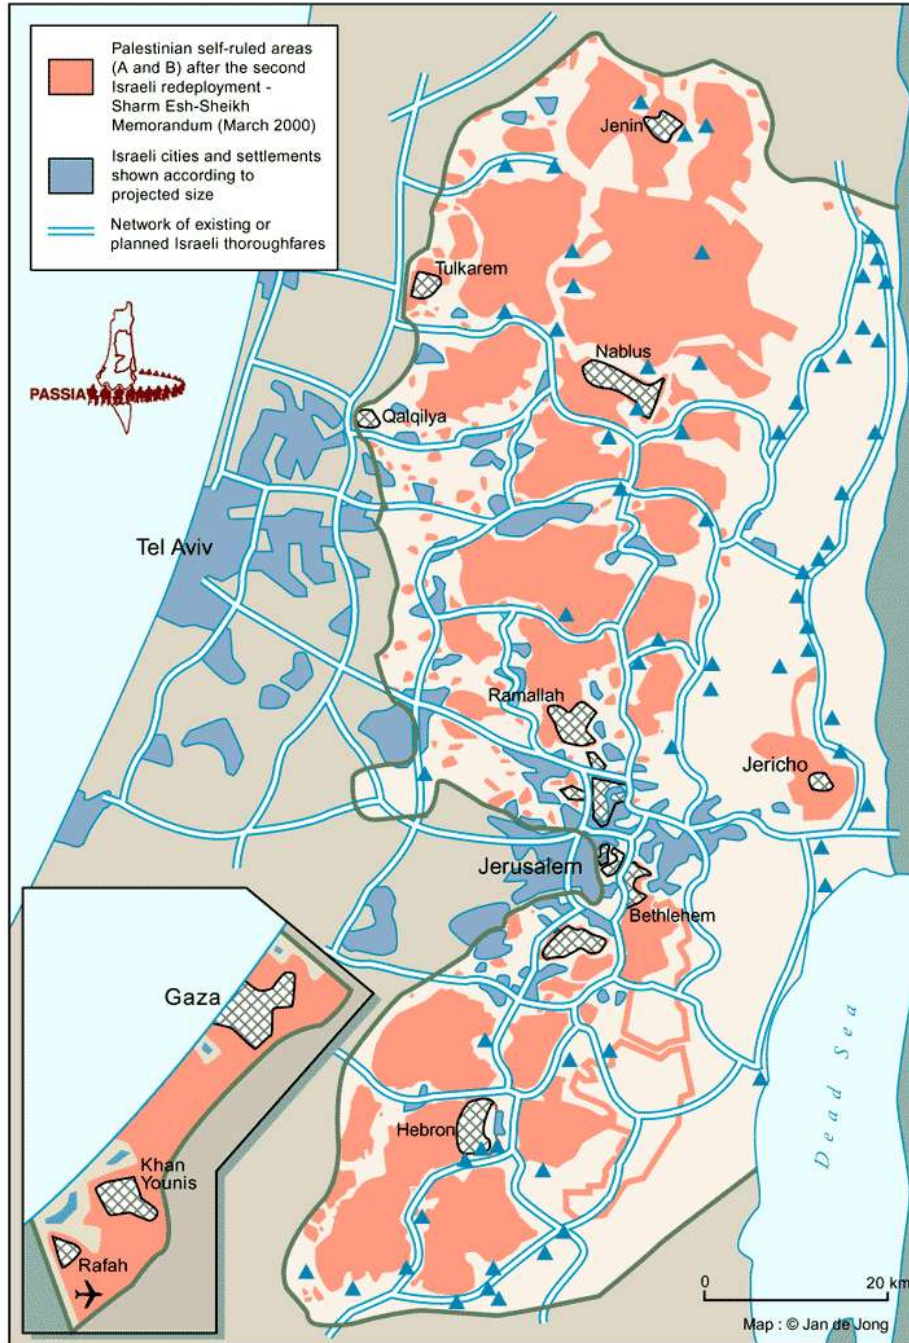 Palestinian self-ruled areas
(A and B) after the second
Israeli redeployment -
Sharm Esh-Sheikh
Memorandum (March 2000)
Israeli cities and settlements
shown according to
projected size
Network of existing or
planned Israeli thoroughfares
Jenin
Tulkarem
PASSIA
Nablus
Qalqilya
Tel Aviv
Ramallah
Jericho
Jerusalem
Bethlehem
Gaza
Dead Sea
Hebron
Khan
Younis
Rafah
0 20 km
Map : © Jan de Jong